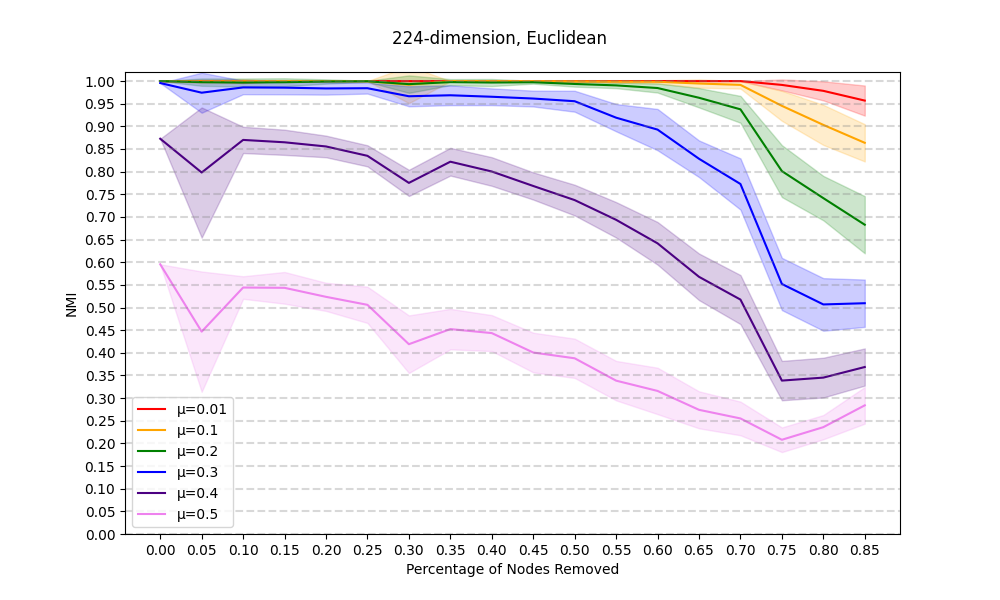 224-dimension, Euclidean
1.00
0.95
0.90
0.85
0.80
0.75
0.70
0.65
0.60
0.55
0.50
0.45
0.40
0.35
0.30
0.25
0.20
0.15
0.10
0.05
0.00
NMI
μ=0.01
μ=0.1
μ=0.2
μ=0.3
μ=0.4
μ=0.5
0.00 0.05 0.10 0.15 0.20 0.25 0.30 0.35 0.40 0.45 0.50 0.55 0.60 0.65 0.70 0.75 0.80 0.85
Percentage of Nodes Removed